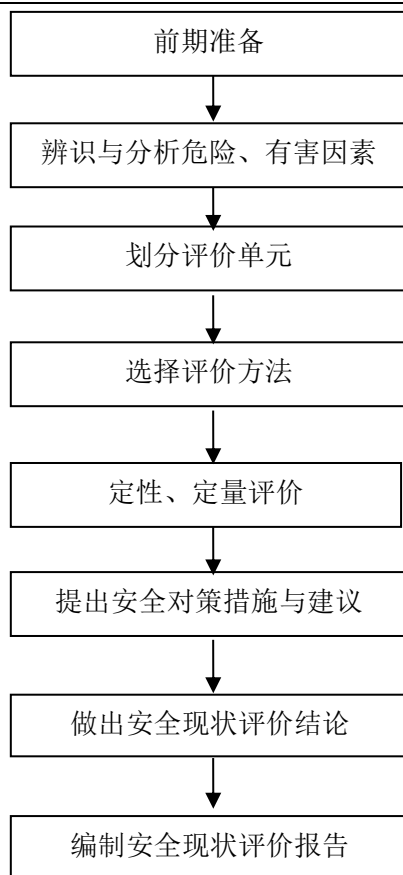 前期准备
辨识与分析危险、有害因素
划分评价单元
选择评价方法
定性、定量评价
提出安全对策措施与建议
做出安全现状评价结论
编制安全现状评价报告